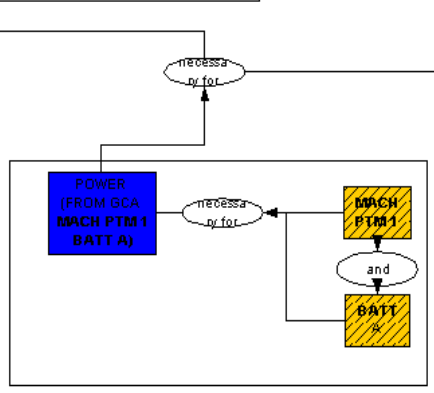 necessa
ry for
POWER
(FROM GCA
MACH PTM 1
BATT A)
necessa
ry for
MACH
PTM 1
and
BATT
A